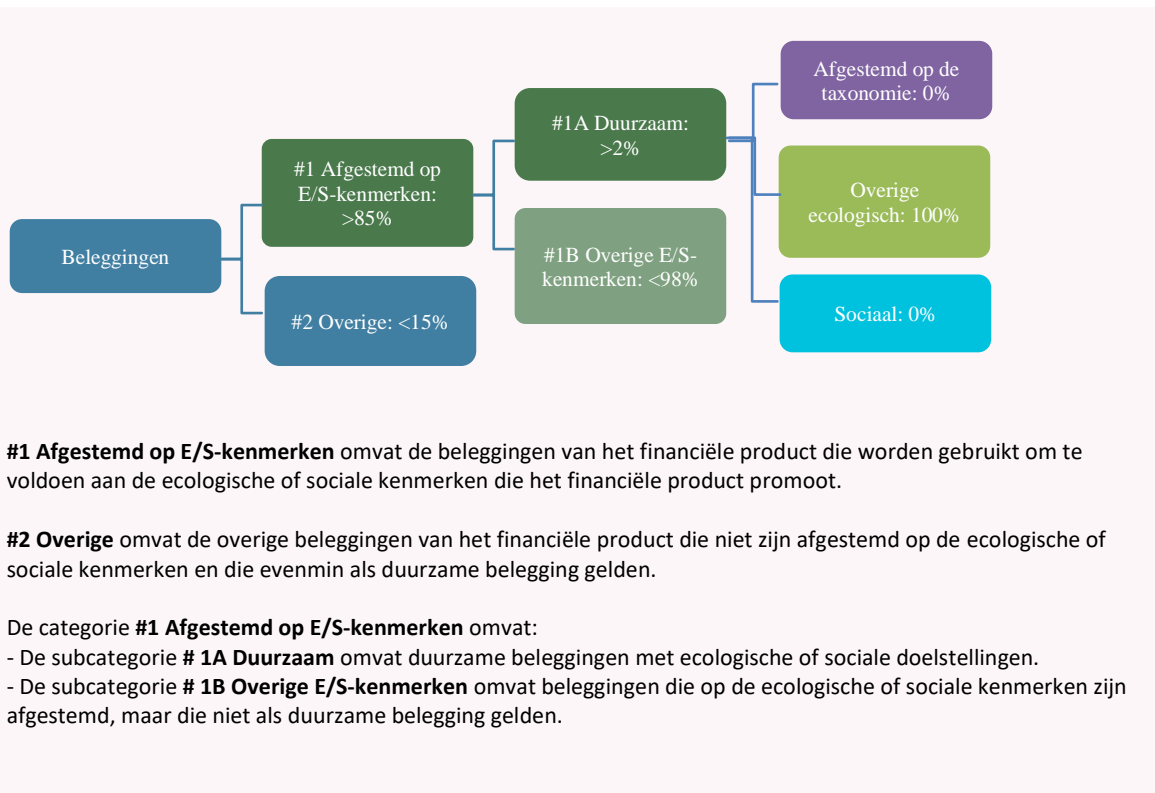 Beleggingen
#1 Afgestemd op
E/S-kenmerken:
>85%
#2 Overige: <15%
#1A Duurzaam:
>2%
#1B Overige E/S-
kenmerken: <98%
Afgestemd op de
taxonomie: 0%
Overige
ecologisch: 100%
Sociaal: 0%
#1 Afgestemd op E/S-kenmerken omvat de beleggingen van het financiële product die worden gebruikt om te
voldoen aan de ecologische of sociale kenmerken die het financiële product promoot.
#2 Overige omvat de overige beleggingen van het financiële product die niet zijn afgestemd op de ecologische of
sociale kenmerken en die evenmin als duurzame belegging gelden.
De categorie #1 Afgestemd op E/S-kenmerken omvat:
- De subcategorie # 1A Duurzaam omvat duurzame beleggingen met ecologische of sociale doelstellingen.
- De subcategorie # 1B Overige E/S-kenmerken omvat beleggingen die op de ecologische of sociale kenmerken zijn
afgestemd, maar die niet als duurzame belegging gelden.